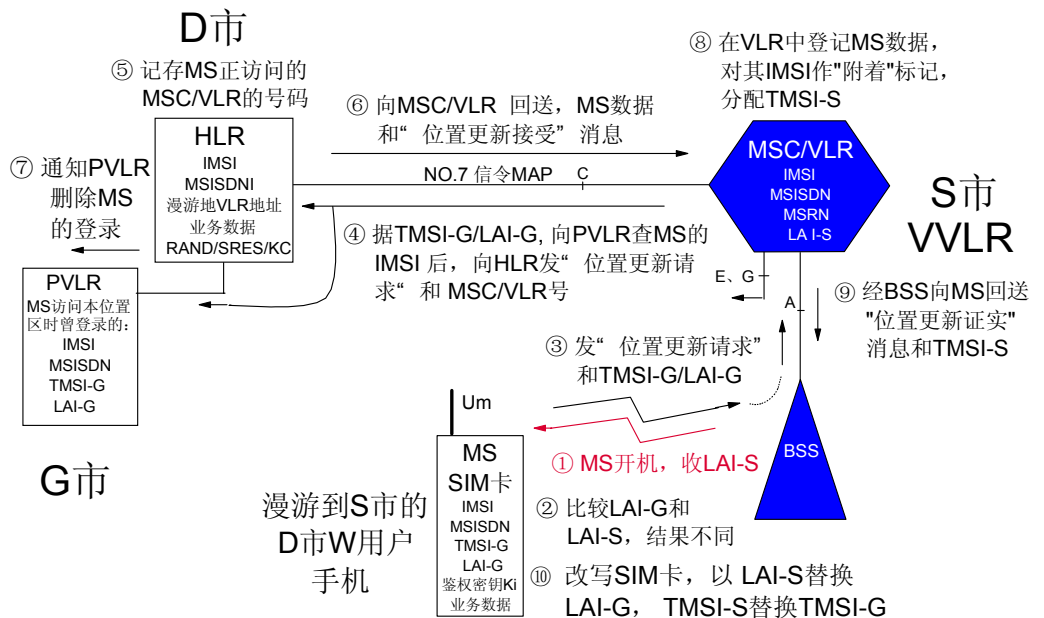 D市
⑤ 记存MS正访问的
MSC/VLR的号码
HLR
IMSI
MSISDNI
漫游地VLR地址
业务数据
RAND/SRES/KC
⑦ 通知PVLR
删除MS
的登录
PVLR
MS访问本位置
区时曾登录的:
IMSI
MSISDN
TMSI-G
LAI-G
G市
⑥ 向MSC/VLR 回送，MS数据
和“ 位置更新接受” 消息
NO.7 信令MAP
C
④ 据TMSI-G/LAI-G, 向PVLR查MS的
IMSI 后，向HLR发“ 位置更新请
求“ 和 MSC/VLR号
⑧ 在VLR中登记MS数据，
对其IMSI作"附着"标记，
分配TMSI-S
MSC/VLR
IMSI
MSISDN
MSRN
LA I-S
S市
VVLR
E、G
A
⑨ 经BSS向MS回送
"位置更新证实"
消息和TMSI-S
③ 发“ 位置更新请求”
和TMSI-G/LAI-G
Um
① MS开机，收LAI-S
BSS
MS
SIM卡
IMSI
MSISDN
TMSI-G
LAI-G
鉴权密钥Ki
业务数据
漫游到S市的
D市W用户
手机
② 比较LAI-G和
LAI-S，结果不同
⑩ 改写SIM卡，以 LAI-S替换
LAI-G， TMSI-S替换TMSI-G